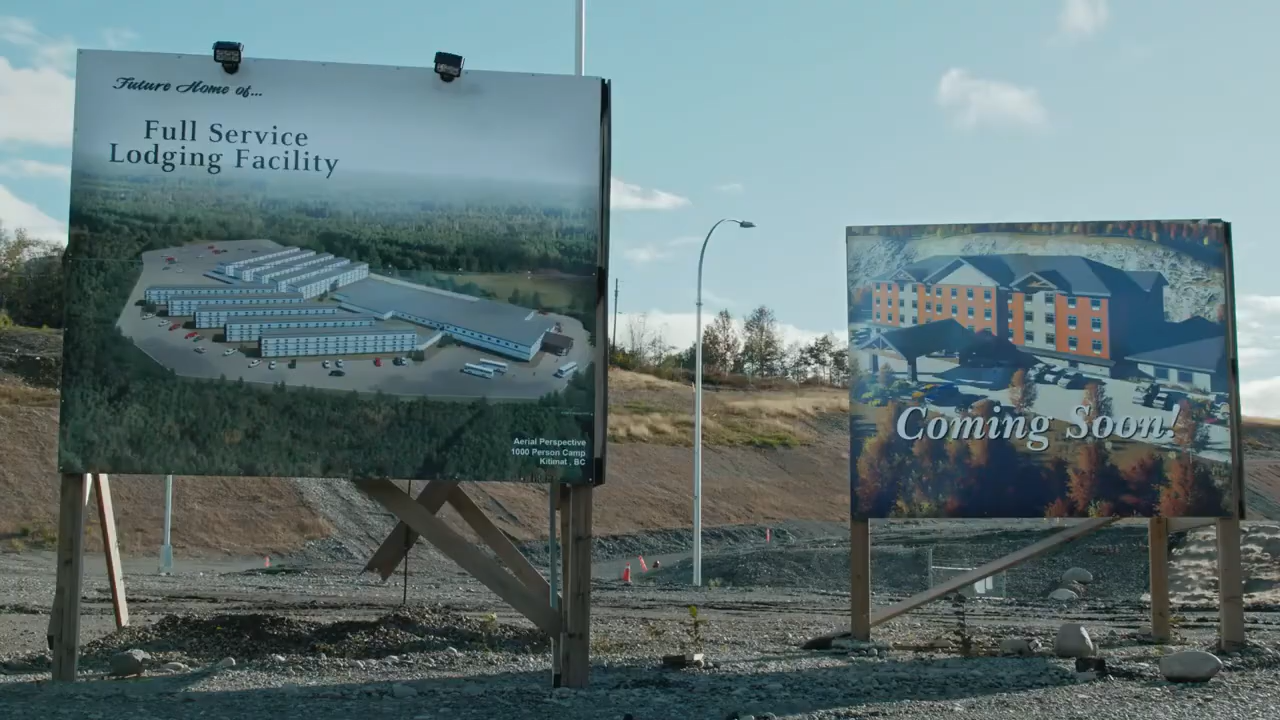 Future Home of...
Full Service
Lodging Facility
Aerial Perspective
1000 Person Camp
Kitimat , BC
Coming Soon!